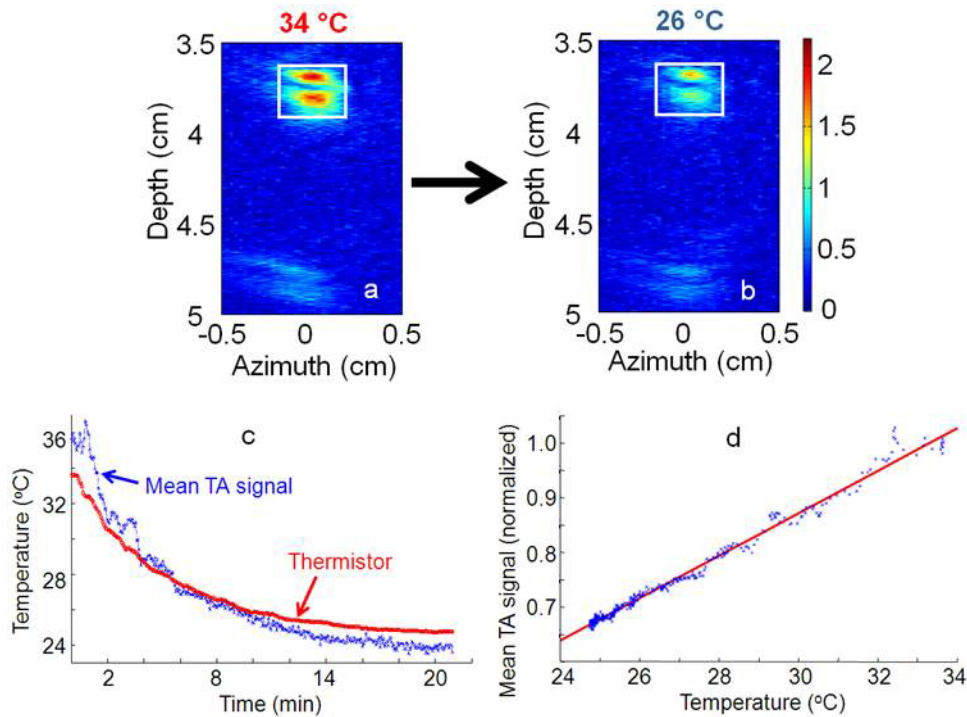 34 °C
26 °C
3.5
4
4.5
5
Depth (cm)
-0.5
0
0.5
Azimuth (cm)
a
3.5
4
4.5
5
Depth (cm)
-0.5
0
0.5
Azimuth (cm)
b
2
1.5
1
0.5
0
c
36
32
28
24
Temperature (ºC)
Mean TA signal
Thermistor
2
8
14
20
Time (min)
d
1.0
0.9
0.8
0.7
Mean TA signal (normalized)
24
26
28
30
32
34
Temperature (ºC)